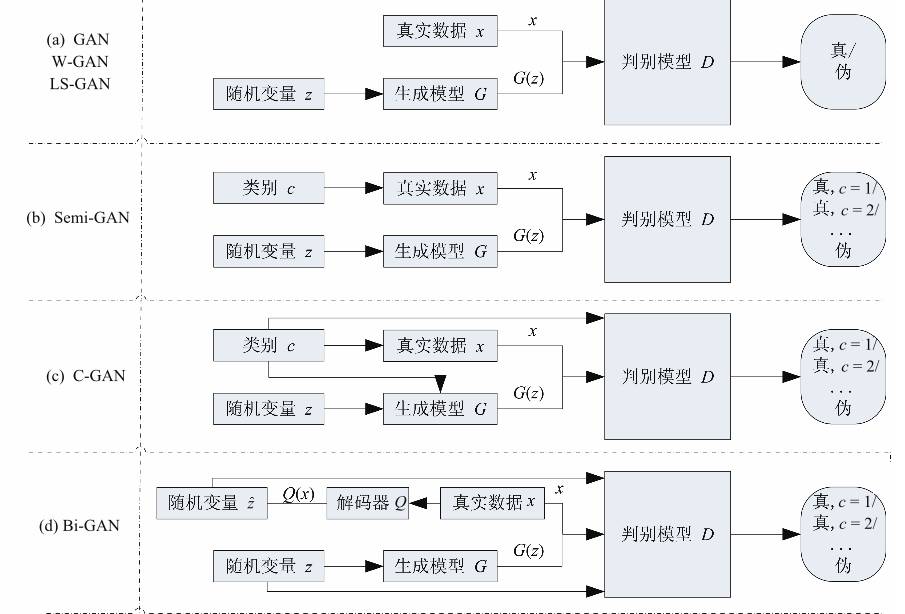 (a) GAN
W-GAN
LS-GAN
真实数据 x
x
随机变量 z
生成模型 G
G(z)
判别模型 D
真/
伪
(b) Semi-GAN
类别 c
真实数据 x
x
随机变量 z
生成模型 G
G(z)
判别模型 D
真, c = 1/
真, c = 2/
...
伪
(c) C-GAN
类别 c
真实数据 x
x
随机变量 z
生成模型 G
G(z)
判别模型 D
真, c = 1/
真, c = 2/
...
伪
(d) Bi-GAN
随机变量 ẑ
Q(x)
解码器 Q
真实数据 x
x
随机变量 z
生成模型 G
G(z)
判别模型 D
真, c = 1/
真, c = 2/
...
伪